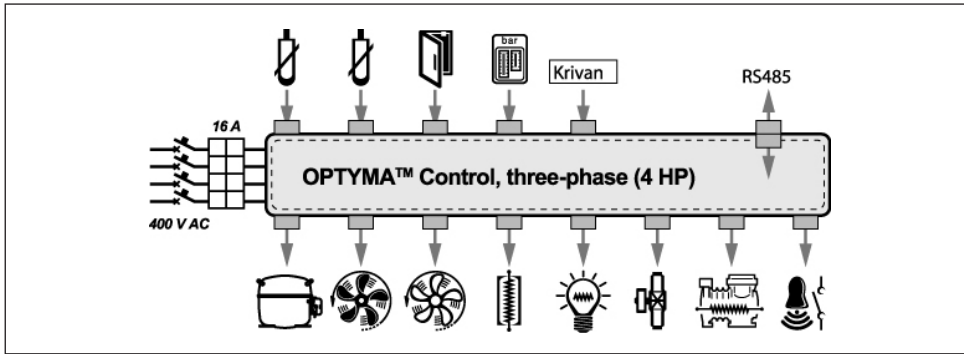 bar
Krivan
RS485
16 A
OPTYMA™ Control, three-phase (4 HP)
400 V AC